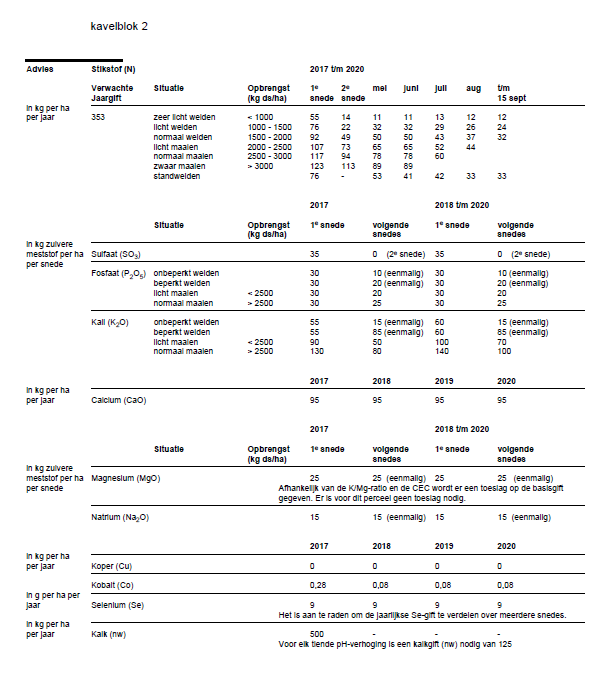 kavelblok 2
Advies Stikstof (N) 2017 t/m 2020
Verwachte Situatie Opbrengst 1e 2e mei juni juli aug t/m
Jaargift (kg ds/ha) snede snede 15 sept
In kg per ha
per jaar 353 zeer licht weiden < 1000 55 14 11 11 13 12 12
licht weiden 1000 - 1500 76 22 32 32 29 26 24
normaal weiden 1500 - 2000 92 49 50 50 43 37 32
licht maaien 2000 - 2500 107 73 65 65 52 44
normaal maaien 2500 - 3000 117 94 78 78 60
zwaar maaien > 3000 123 113 89 89
standweiden 76 - 53 41 42 33 33
2017 2018 t/m 2020
Situatie Opbrengst 1e snede volgende 1e snede volgende
(kg ds/ha) snedes snedes
In kg zuivere
meststof per ha Sulfaat (SO3) 35 0 (2e snede) 35 0 (2e snede)
per snede
Fosfaat (P2O5) onbeperkt weiden 30 10 (eenmalig) 30 10 (eenmalig)
beperkt weiden 30 20 (eenmalig) 30 20 (eenmalig)
licht maaien < 2500 30 20 30 20
normaal maaien > 2500 30 25 30 25
Kali (K2O) onbeperkt weiden 55 15 (eenmalig) 60 15 (eenmalig)
beperkt weiden 55 85 (eenmalig) 60 85 (eenmalig)
licht maaien < 2500 90 50 100 70
normaal maaien > 2500 130 80 140 100
2017 2018 2019 2020
In kg per ha
per jaar Calcium (CaO) 95 95 95 95
2017 2018 t/m 2020
Situatie Opbrengst 1e snede volgende 1e snede volgende
(kg ds/ha) snedes snedes
In kg zuivere
meststof per ha Magnesium (MgO) 25 25 (eenmalig) 25 25 (eenmalig)
per snede Afhankelijk van de K/Mg-ratio en de CEC wordt er een toeslag op de basisgift
gegeven. Er is voor dit perceel geen toeslag nodig.
Natrium (Na2O) 15 15 (eenmalig) 15 15 (eenmalig)
2017 2018 2019 2020
In kg per ha
per jaar Koper (Cu) 0 0 0 0
Kobalt (Co) 0,28 0,08 0,08 0,08
In g per ha per
jaar Selenium (Se) 9 9 9 9
Het is aan te raden om de jaarlijkse Se-gift te verdelen over meerdere snedes.
In kg per ha
per jaar Kalk (nw) 500 - - -
Voor elk tiende pH-verhoging is een kalkgift (nw) nodig van 125